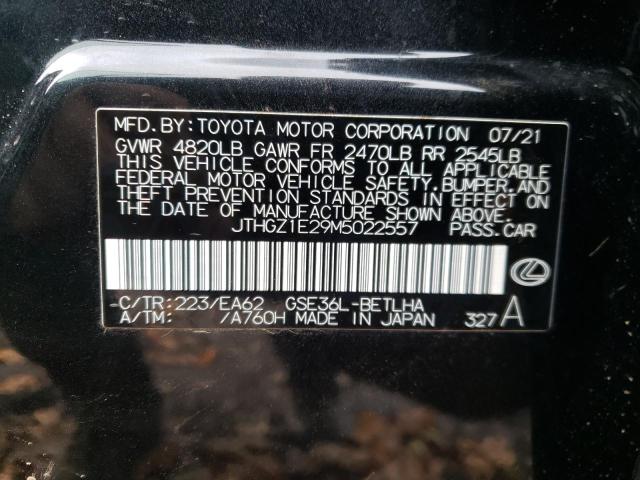 MFD.BY:TOYOTA MOTOR CORPORATION 07/21
GVWR 4820LB GAWR FR 2470LB RR 2545LB
THIS VEHICLE CONFORMS TO ALL APPLICABLE
FEDERAL MOTOR VEHICLE SAFETY,BUMPER,AND
THEFT PREVENTION STANDARDS IN EFFECT ON
THE DATE OF MANUFACTURE SHOWN ABOVE.
JTHGZ1E29M5022557 PASS.CAR
C/TR:223/EA62 GSE36L-BETLHA
A/TM: /A760H MADE IN JAPAN 327 A